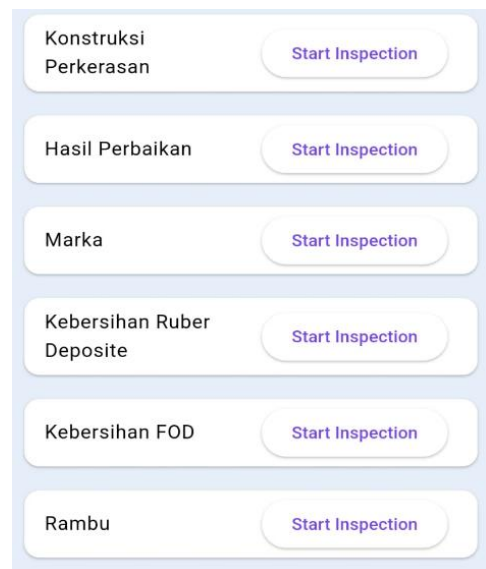 Konstruksi
Perkerasan
Start Inspection
Hasil Perbaikan
Start Inspection
Marka
Start Inspection
Kebersihan Ruber
Deposite
Start Inspection
Kebersihan FOD
Start Inspection
Rambu
Start Inspection